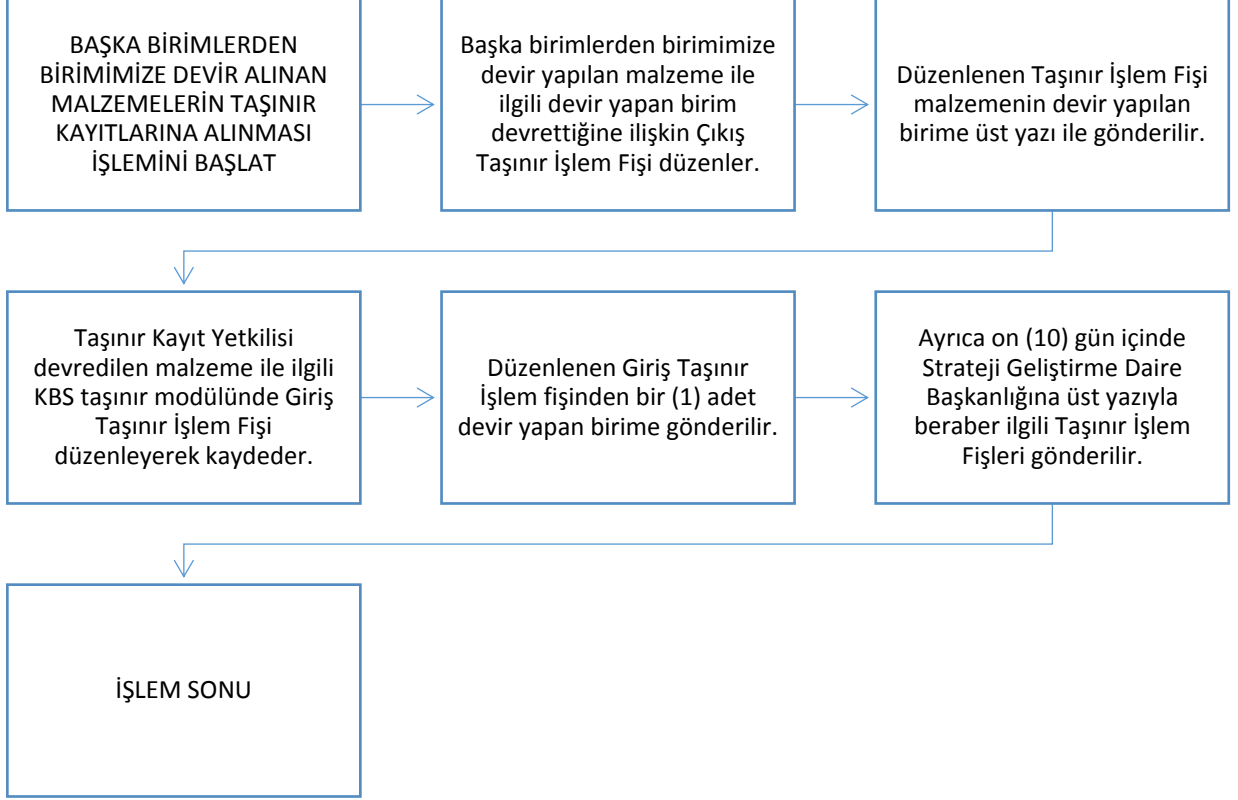 BAŞKA BİRİMLERDEN
BİRİMİMİZE DEVİR ALINAN
MALZEMELERİN TAŞINIR
KAYITLARINA ALINMASI
İŞLEMİNİ BAŞLAT
Başka birimlerden birimimize
devir yapılan malzeme ile
ilgili devir yapan birim
devrettiğine ilişkin Çıkış
Taşınır İşlem Fişi düzenler.
Düzenlenen Taşınır İşlem Fişi
malzemenin devir yapılan
birime üst yazı ile gönderilir.
Taşınır Kayıt Yetkilisi
devredilen malzeme ile ilgili
KBS taşınır modülünde Giriş
Taşınır İşlem Fişi
düzenleyerek kaydeder.
Düzenlenen Giriş Taşınır
İşlem fişinden bir (1) adet
devir yapan birime gönderilir.
Ayrıca on (10) gün içinde
Strateji Geliştirme Daire
Başkanlığına üst yazıyla
beraber ilgili Taşınır İşlem
Fişleri gönderilir.
İŞLEM SONU